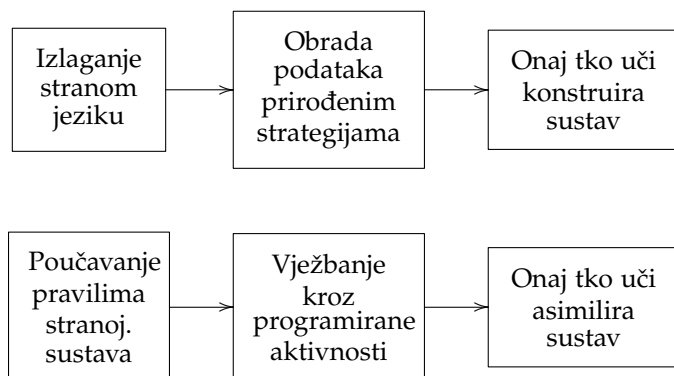 Izlaganje
stranom
jeziku
Obrada
podataka
prirođenim
strategijama
Onaj tko uči
konstruira
sustav
Poučavanje
pravilima
stranoj.
sustava
Vježbanje
kroz
programirane
aktivnosti
Onaj tko uči
asimilira
sustav